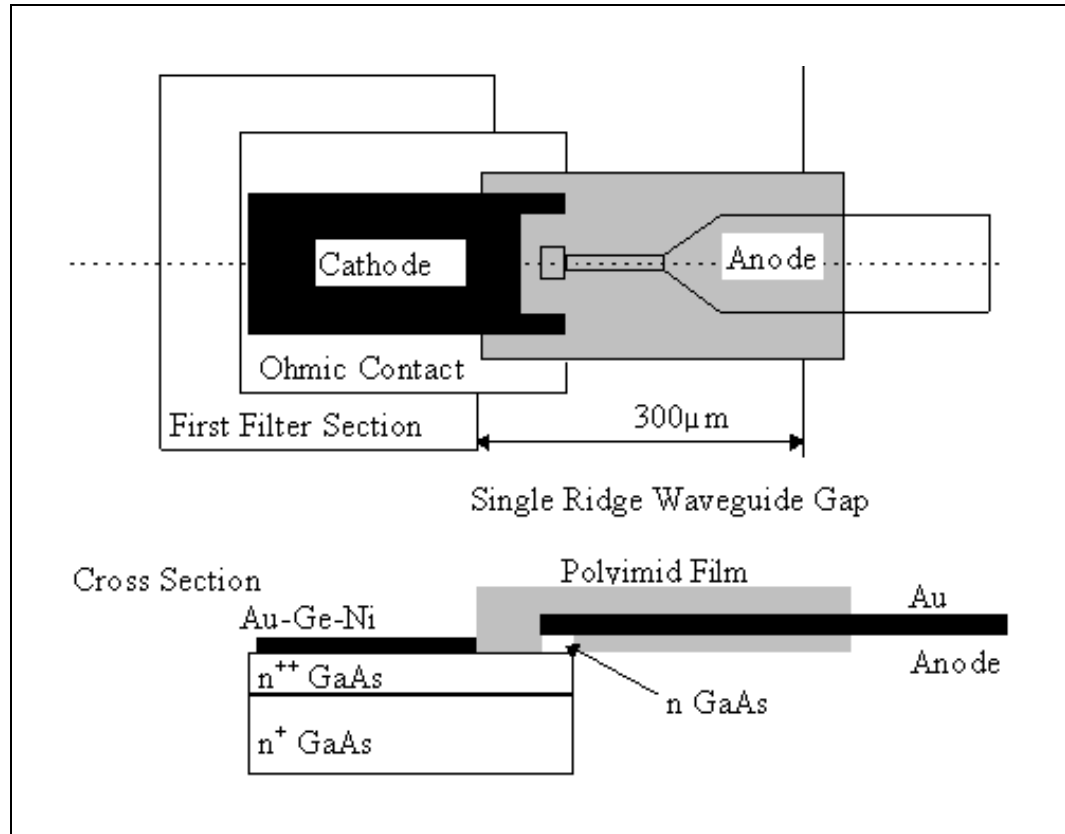 Cathode
Anode
Ohmic Contact
First Filter Section
300μm
Single Ridge Waveguide Gap
Cross Section
Polyimid Film
Au-Ge-Ni
Au
Anode
n++ GaAs
n GaAs
n+ GaAs